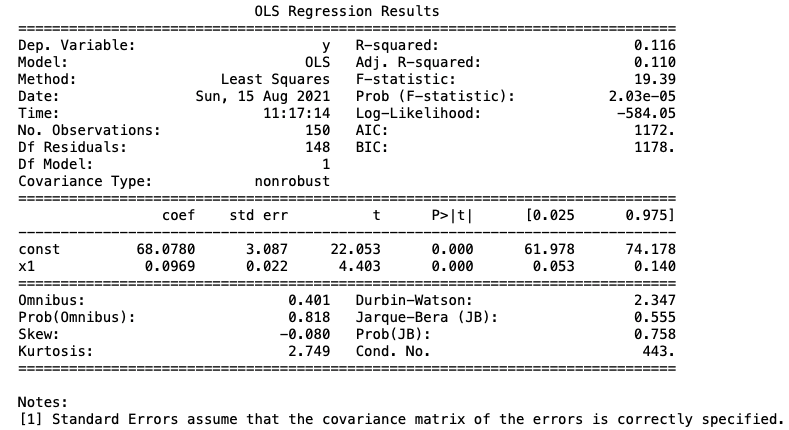 OLS Regression Results
==============================================================================
Dep. Variable:                      y   R-squared:                       0.116
Model:                            OLS   Adj. R-squared:                  0.110
Method:                 Least Squares   F-statistic:                     19.39
Date:                Sun, 15 Aug 2021   Prob (F-statistic):           2.03e-05
Time:                        11:17:14   Log-Likelihood:                -584.05
No. Observations:                 150   AIC:                             1172.
Df Residuals:                     148   BIC:                             1178.
Df Model:                           1
Covariance Type:            nonrobust
==============================================================================
                 coef    std err          t      P>|t|      [0.025      0.975]
------------------------------------------------------------------------------
const         68.0780      3.087     22.053      0.000      61.978      74.178
x1             0.0969      0.022      4.403      0.000       0.053       0.140
==============================================================================
Omnibus:                        0.401   Durbin-Watson:                   2.347
Prob(Omnibus):                  0.818   Jarque-Bera (JB):                0.555
Skew:                          -0.080   Prob(JB):                        0.758
Kurtosis:                       2.749   Cond. No.                         443.
==============================================================================
Notes:
[1] Standard Errors assume that the covariance matrix of the errors is correctly specified.